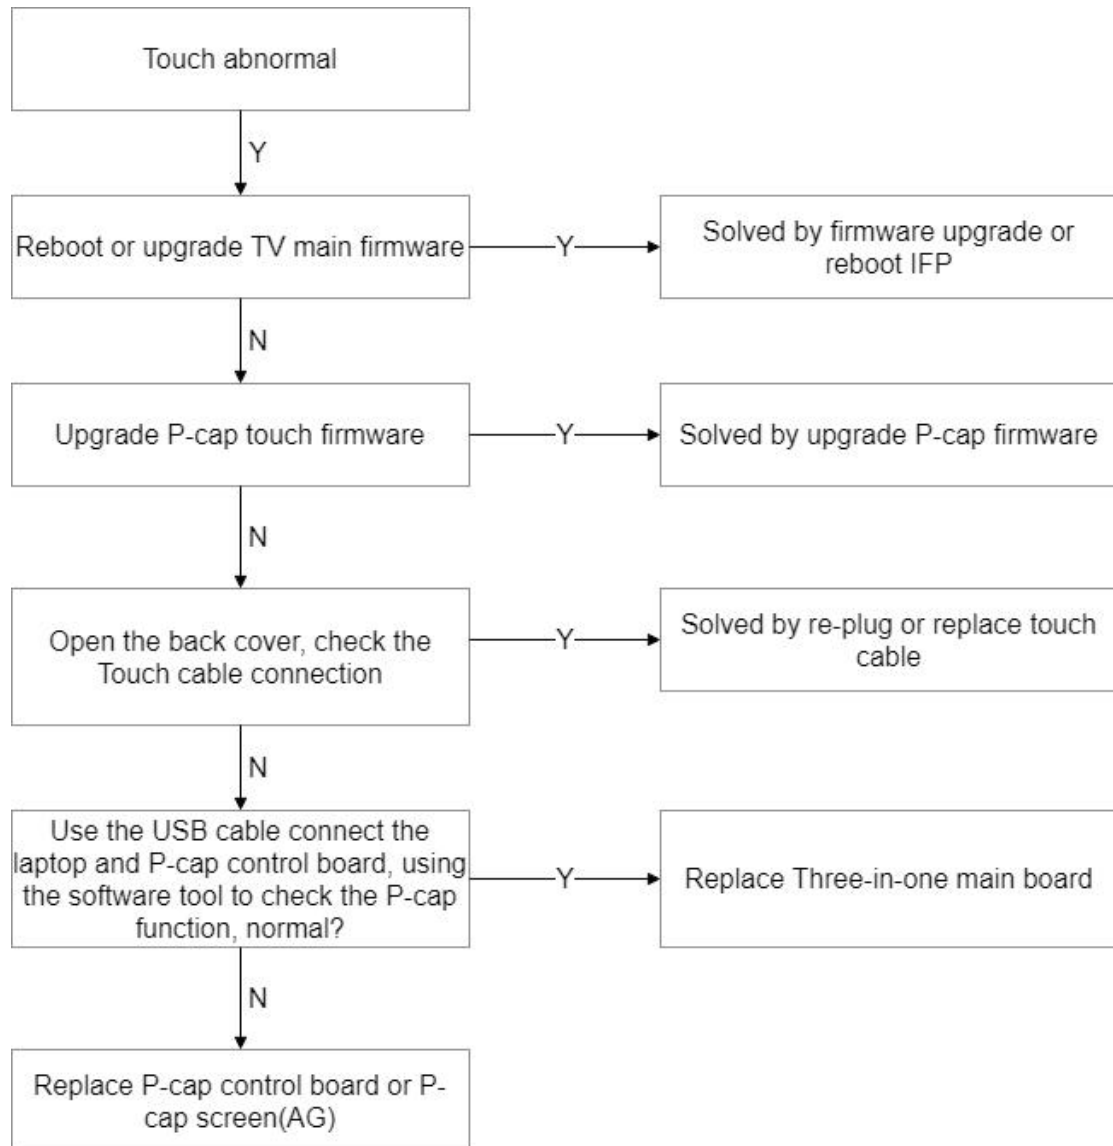 Touch abnormal
Y
Reboot or upgrade TV main firmware
Y
Solved by firmware upgrade or
reboot IFP
N
Upgrade P-cap touch firmware
Y
Solved by upgrade P-cap firmware
N
Open the back cover, check the
Touch cable connection
Y
Solved by re-plug or replace touch
cable
N
Use the USB cable connect the
laptop and P-cap control board, using
the software tool to check the P-cap
function, normal?
Y
Replace Three-in-one main board
N
Replace P-cap control board or P-
cap screen(AG)